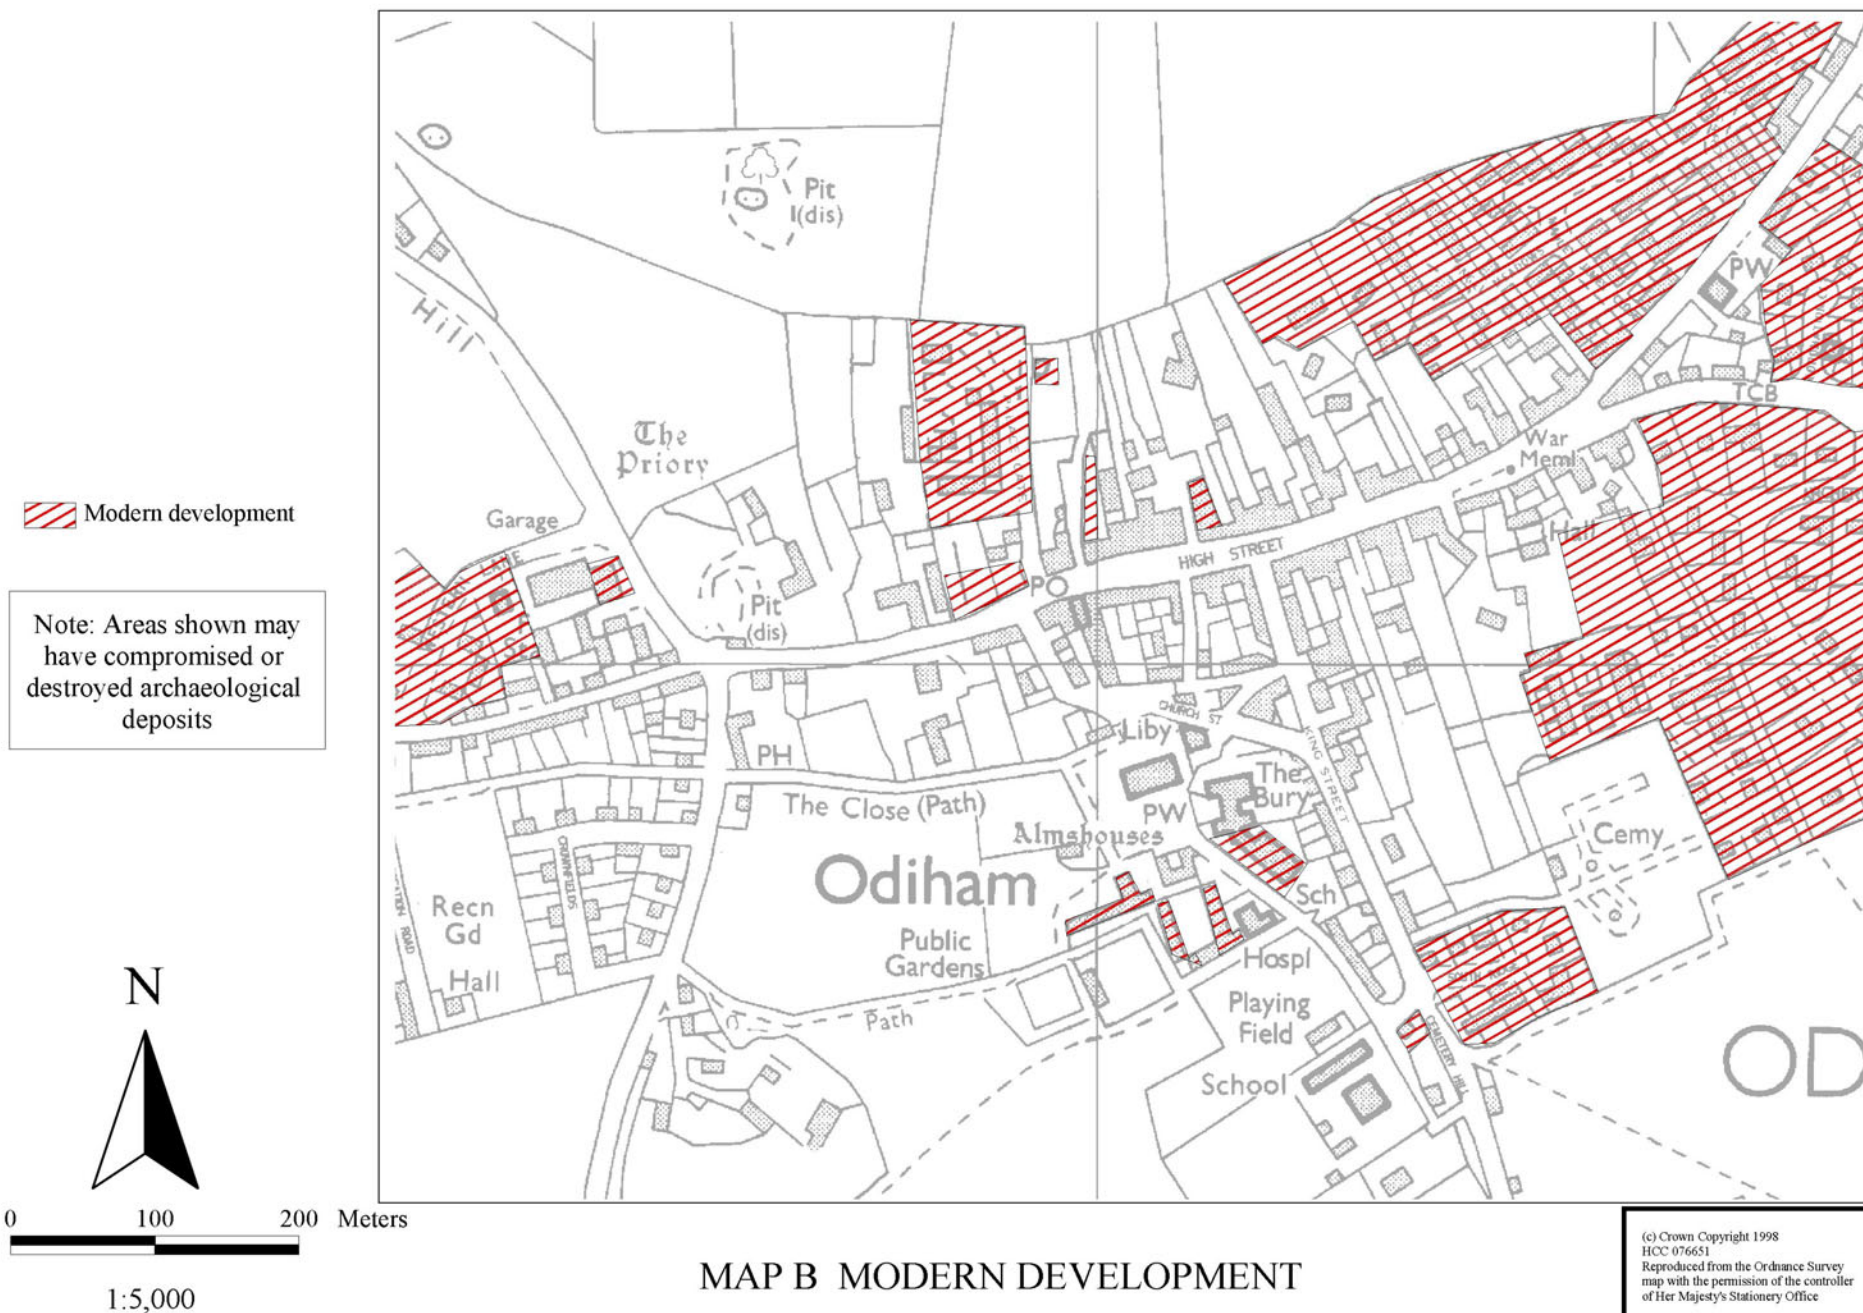 Pit
(dis)
Hill
PW
TCB
The
Priory
War
Meml
Modern development
Garage
Hall
LANE
HIGH STREET
PO
Note: Areas shown may
have compromised or
destroyed archaeological
deposits
Pit
(dis)
CHURCH ST
Liby
KING STREET
PH
The
Bury
The Close (Path)
PW
Almshouses
Cemy
Odiham
CROWNFIELDS
Sch
Recn
Gd
Public
Gardens
Hospl
SOUTH RIDGE
Hall
N
Path
Playing
Field
CEMETERY HILL
School
OD
0 100 200 Meters
1:5,000
MAP B MODERN DEVELOPMENT
(c) Crown Copyright 1998
HCC 076651
Reproduced from the Ordnance Survey
map with the permission of the controller
of Her Majesty's Stationery Office